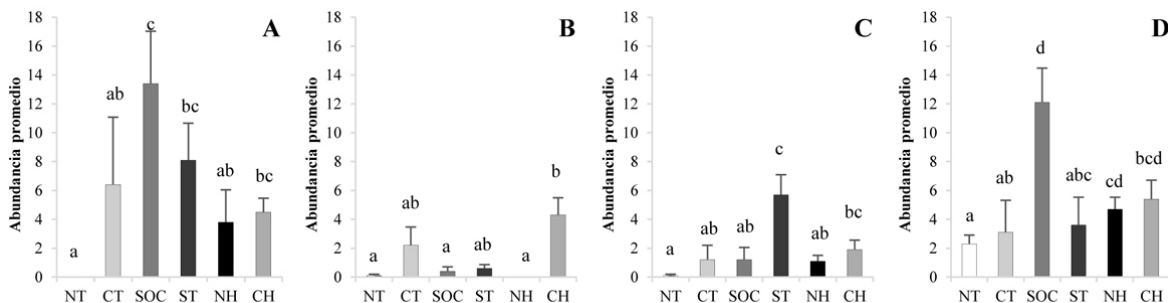 A
Abundancia promedio
18
16
14
12
10
8
6
4
2
0
a
ab
c
bc
ab
bc
NT CT SOC ST NH CH
B
Abundancia promedio
18
16
14
12
10
8
6
4
2
0
a
ab
a
ab
a
b
NT CT SOC ST NH CH
C
Abundancia promedio
18
16
14
12
10
8
6
4
2
0
a
ab
ab
c
ab
bc
NT CT SOC ST NH CH
D
Abundancia promedio
18
16
14
12
10
8
6
4
2
0
a
ab
d
abc
cd
bcd
NT CT SOC ST NH CH